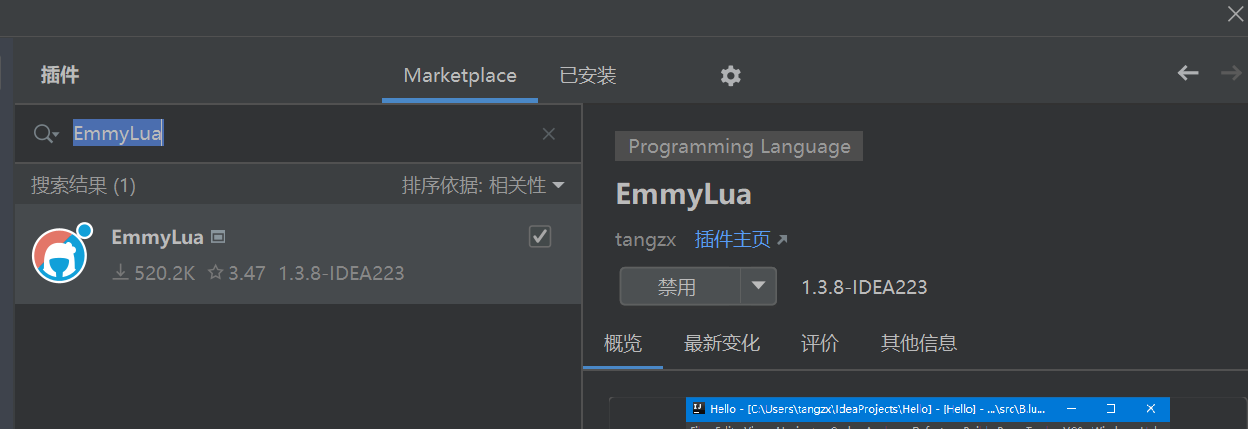 插件
Marketplace
已安装
EmmyLua
搜索结果 (1)
排序依据: 相关性
EmmyLua
520.2K 3.47 1.3.8-IDEA223
Programming Language
EmmyLua
tangzx 插件主页
禁用
1.3.8-IDEA223
概览 最新变化 评价 其他信息
Hello - [C:\Users\tangzx\IdeaProjects\Hello] - [Hello] - ...\src\B.lu...